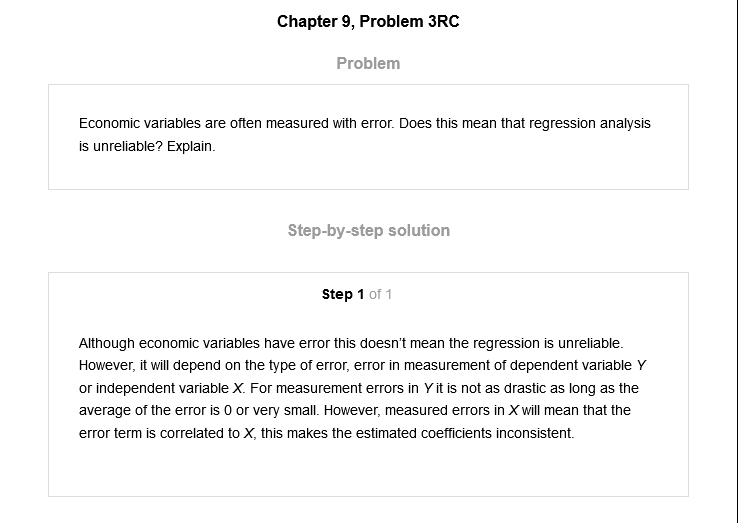 Chapter 9, Problem 3RC
Problem
Economic variables are often measured with error. Does this mean that regression analysis
is unreliable? Explain.
Step-by-step solution
Step 1 of 1
Although economic variables have error this doesn't mean the regression is unreliable.
However, it will depend on the type of error, error in measurement of dependent variable Y
or independent variable X. For measurement errors in Y it is not as drastic as long as the
average of the error is 0 or very small. However, measured errors in X will mean that the
error term is correlated to X, this makes the estimated coefficients inconsistent.